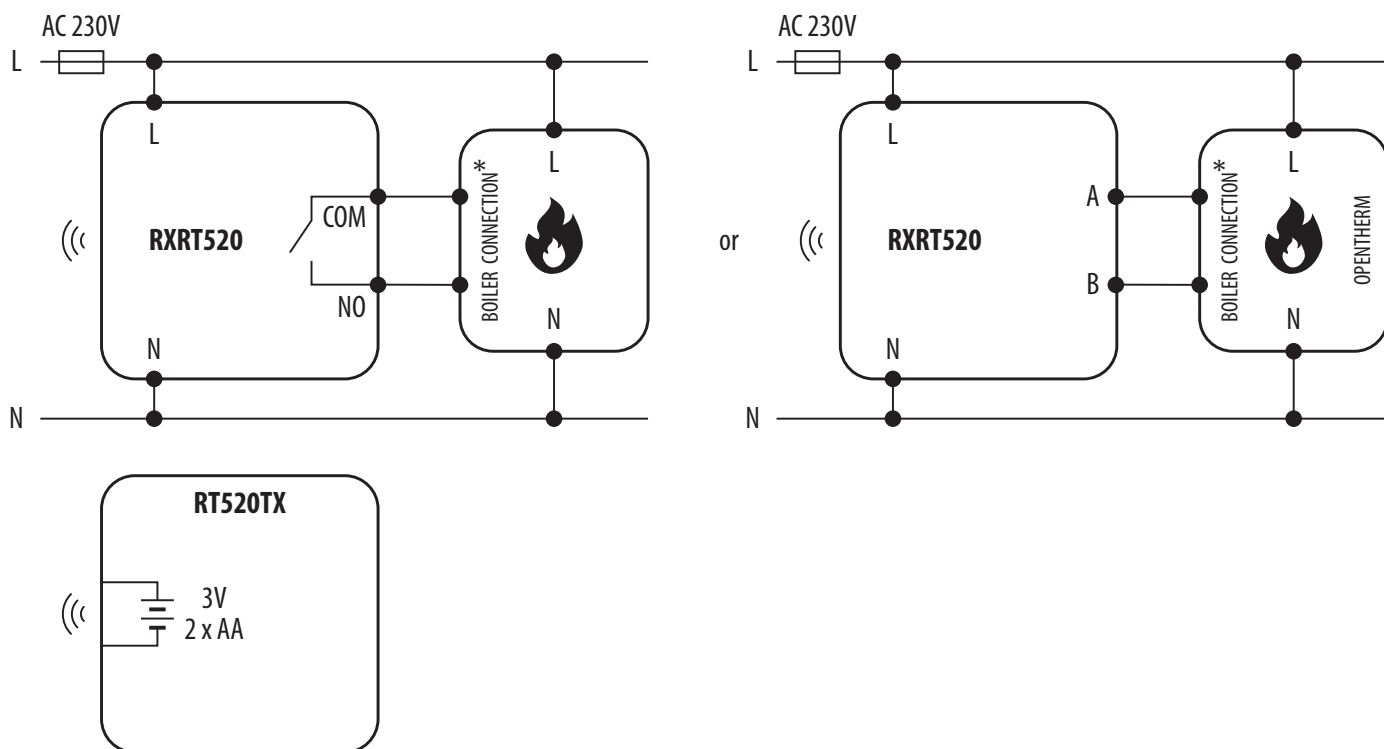 AC 230V
L
L
RXRT520
COM
NO
N
N
BOILER CONNECTION*
L
N
or
AC 230V
L
L
RXRT520
A
B
N
N
BOILER CONNECTION*
L
N
OPENTHERM
RT520TX
3V
2 x AA